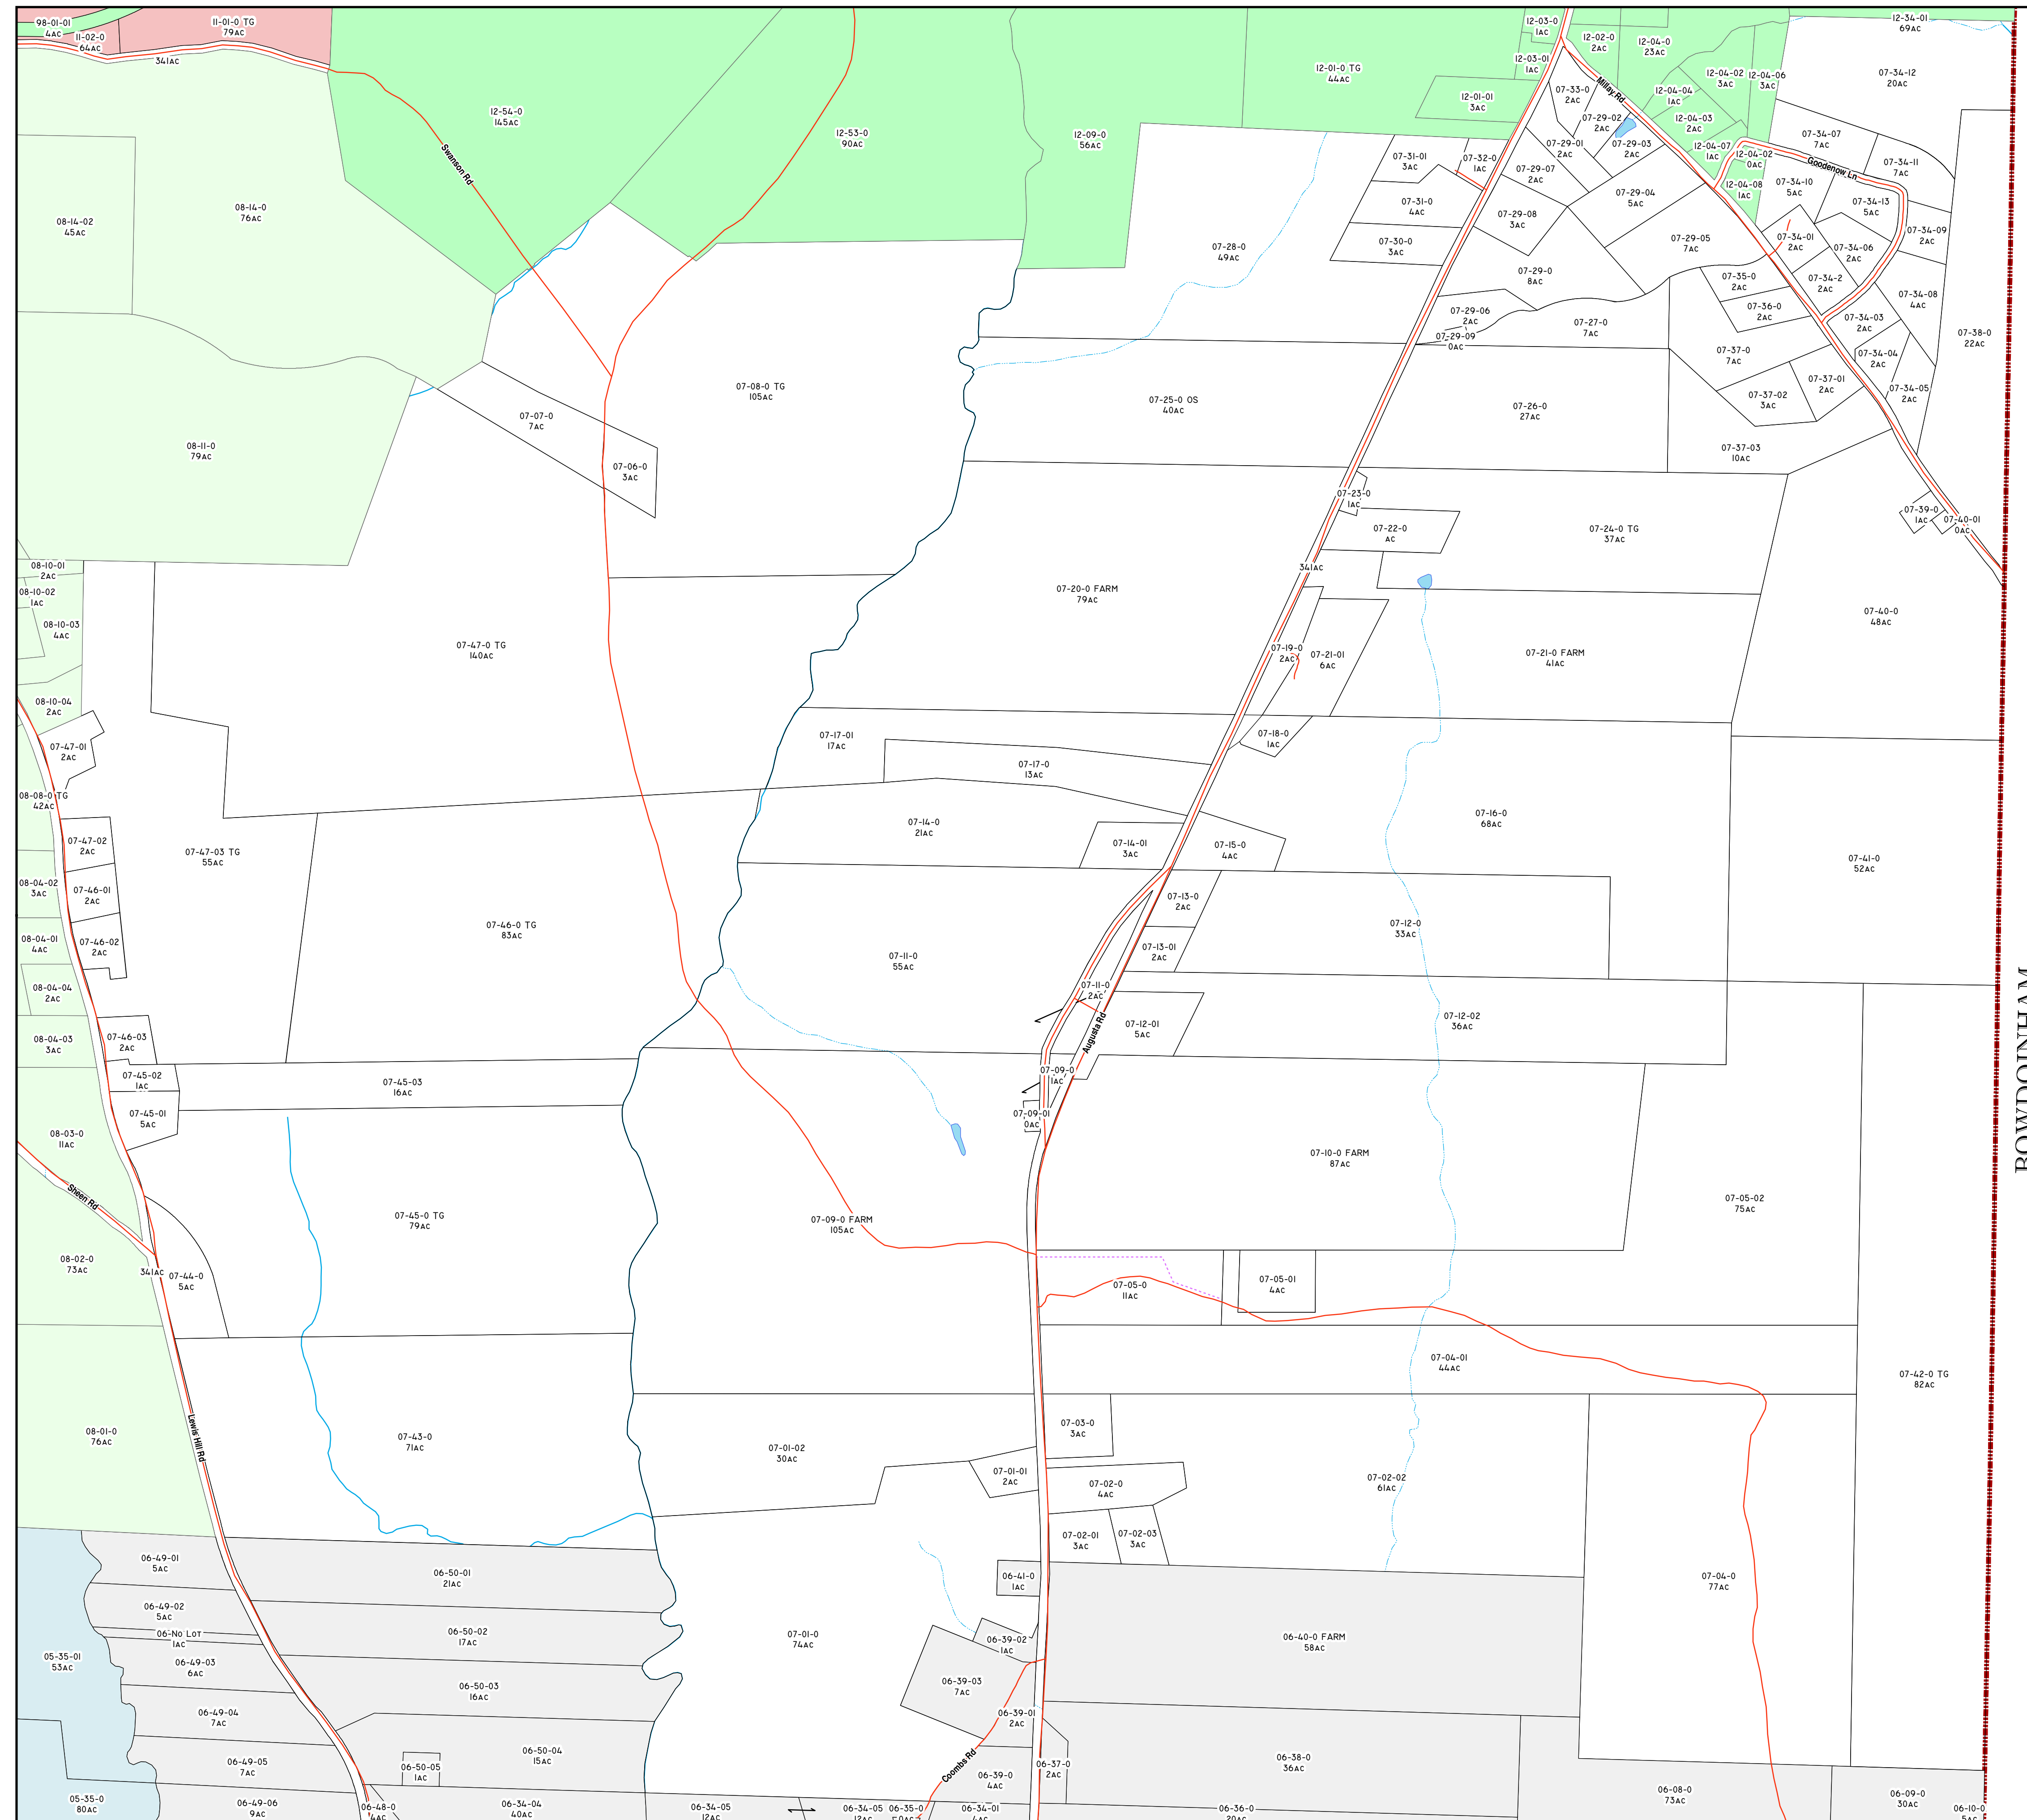 98-01-01
4AC
11-02-0
64AC
11-01-0 TG
79AC
341AC
12-54-0
145AC
Swanson Rd
12-53-0
90AC
12-09-0
56AC
12-01-0 TG
44AC
12-01-01
3AC
12-03-0
1AC
12-03-01
1AC
12-02-0
2AC
12-04-0
23AC
12-04-02
3AC
12-04-06
3AC
12-04-04
1AC
12-04-03
2AC
12-04-07
1AC
12-04-02
0AC
12-04-08
1AC
12-34-01
69AC
07-34-12
20AC
Millay Rd
07-33-0
2AC
07-29-02
2AC
07-29-01
2AC
07-29-03
2AC
07-29-07
2AC
07-29-04
5AC
07-29-08
3AC
07-29-05
7AC
07-29-0
8AC
07-29-06
2AC
07-29-09
0AC
07-27-0
7AC
07-31-01
3AC
07-32-0
1AC
07-31-0
4AC
07-30-0
3AC
07-28-0
49AC
07-34-07
7AC
07-34-11
7AC
Goodenow Ln
07-34-10
5AC
07-34-13
5AC
07-34-09
2AC
07-34-01
2AC
07-34-06
2AC
07-34-2
2AC
07-34-08
4AC
07-34-03
2AC
07-34-04
2AC
07-34-05
2AC
07-35-0
2AC
07-36-0
2AC
07-37-0
7AC
07-37-01
2AC
07-37-02
3AC
07-37-03
10AC
07-38-0
22AC
07-39-0
1AC
07-40-01
0AC
07-40-0
48AC
08-14-02
45AC
08-14-0
76AC
08-11-0
79AC
07-07-0
7AC
07-06-0
3AC
07-08-0 TG
105AC
07-25-0 OS
40AC
07-26-0
27AC
07-23-0
1AC
07-22-0
AC
07-24-0 TG
37AC
341AC
07-20-0 FARM
79AC
07-19-0
2AC
07-21-01
6AC
07-21-0 FARM
41AC
07-18-0
1AC
08-10-01
2AC
08-10-02
1AC
08-10-03
4AC
08-10-04
2AC
07-47-0 TG
140AC
07-47-01
2AC
08-08-0 TG
42AC
07-47-02
2AC
07-47-03 TG
55AC
08-04-02
3AC
07-46-01
2AC
08-04-01
4AC
07-46-02
2AC
08-04-04
2AC
08-04-03
3AC
07-46-03
2AC
07-46-0 TG
83AC
07-17-01
17AC
07-17-0
13AC
07-14-0
21AC
07-14-01
3AC
07-15-0
4AC
07-16-0
68AC
07-41-0
52AC
07-13-0
2AC
07-13-01
2AC
07-12-0
33AC
07-11-0
55AC
07-11-0
2AC
Augusta Rd
07-12-01
5AC
07-12-02
36AC
BOWDOINHAM
07-45-02
1AC
07-45-03
16AC
07-45-01
5AC
08-03-0
11AC
Sheen Rd
08-02-0
73AC
341AC
07-44-0
5AC
07-45-0 TG
79AC
07-09-0
1AC
07-09-01
0AC
07-10-0 FARM
87AC
07-05-02
75AC
07-09-0 FARM
105AC
07-05-0
11AC
07-05-01
4AC
07-04-01
44AC
07-42-0 TG
82AC
08-01-0
76AC
Lewis Hill Rd
07-43-0
71AC
07-01-02
30AC
07-01-01
2AC
07-03-0
3AC
07-02-0
4AC
07-02-01
3AC
07-02-03
3AC
07-02-02
61AC
07-04-0
77AC
06-49-01
5AC
06-50-01
21AC
06-49-02
5AC
06-No Lot
1AC
06-50-02
17AC
06-49-03
6AC
06-50-03
16AC
05-35-01
53AC
06-49-04
7AC
06-50-04
15AC
06-50-05
1AC
06-49-05
7AC
07-01-0
74AC
06-41-0
1AC
06-39-02
1AC
06-39-03
7AC
06-39-01
2AC
06-40-0 FARM
58AC
Coombs Rd
06-39-0
4AC
06-37-0
2AC
06-38-0
36AC
05-35-0
80AC
06-49-06
9AC
06-48-0
4AC
06-34-04
40AC
06-34-05
12AC
06-34-05
12AC
06-35-0
0AC
06-34-01
4AC
06-36-0
20AC
06-08-0
73AC
06-09-0
30AC
06-10-0
5AC